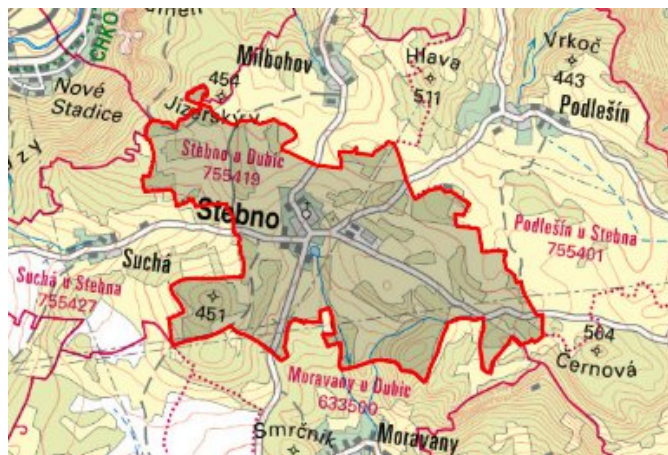 CHKO
Milbohov
Hlava
511
Vrkoč
443
Podlešín
Nové
Stadice
454
Jizerský v.
Stebno u Dubic
755419
Stebno
Podlešín u Stebna
755401
Suchá
Suchá u Stebna
755427
451
564
Černová
Moravany u Dubic
633500
Smrčník
Moravany